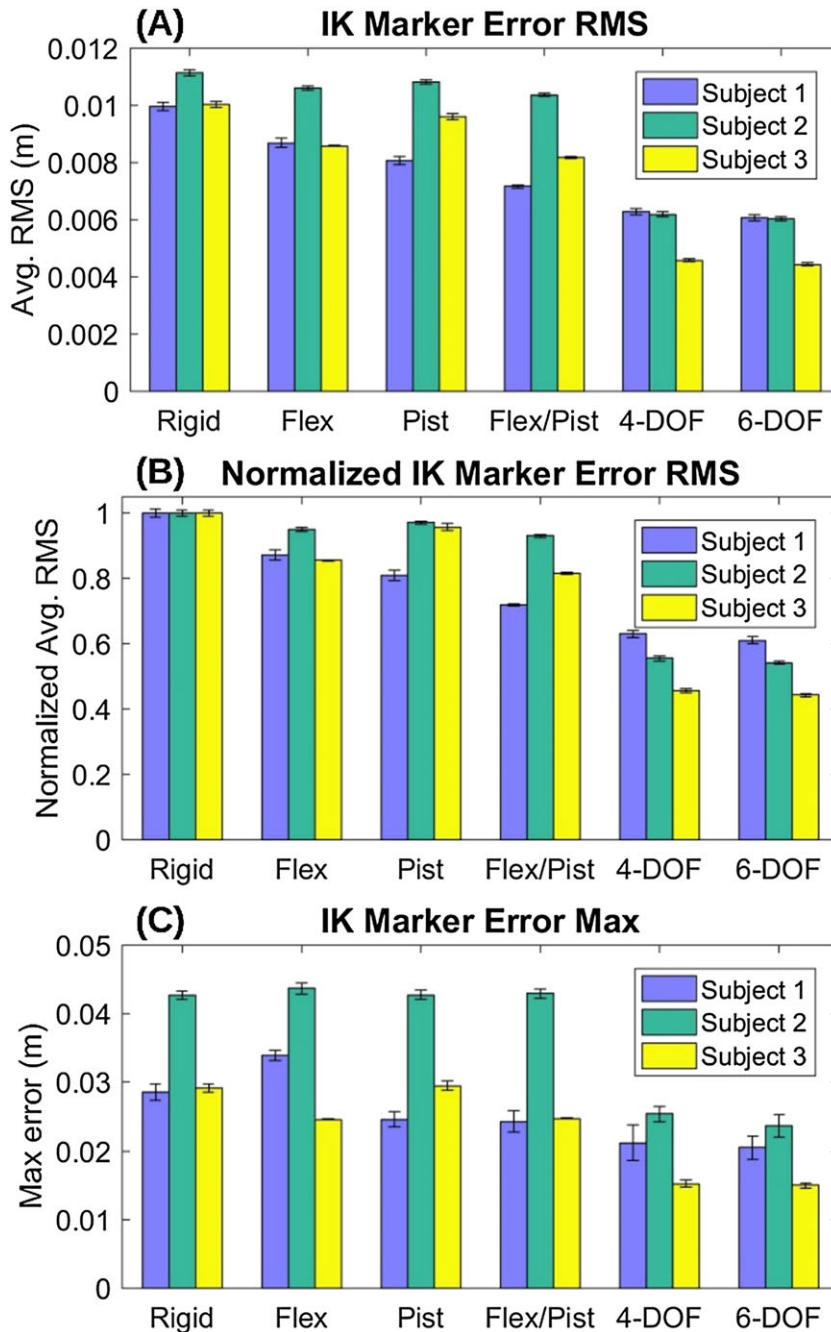 (A) IK Marker Error RMS
Avg. RMS (m)
0.012
0.01
0.008
0.006
0.004
0.002
0
Subject 1
Subject 2
Subject 3
Rigid Flex Pist Flex/Pist 4-DOF 6-DOF
(B) Normalized IK Marker Error RMS
Normalized Avg. RMS
1
0.8
0.6
0.4
0.2
0
Subject 1
Subject 2
Subject 3
Rigid Flex Pist Flex/Pist 4-DOF 6-DOF
(C) IK Marker Error Max
Max error (m)
0.05
0.04
0.03
0.02
0.01
0
Subject 1
Subject 2
Subject 3
Rigid Flex Pist Flex/Pist 4-DOF 6-DOF